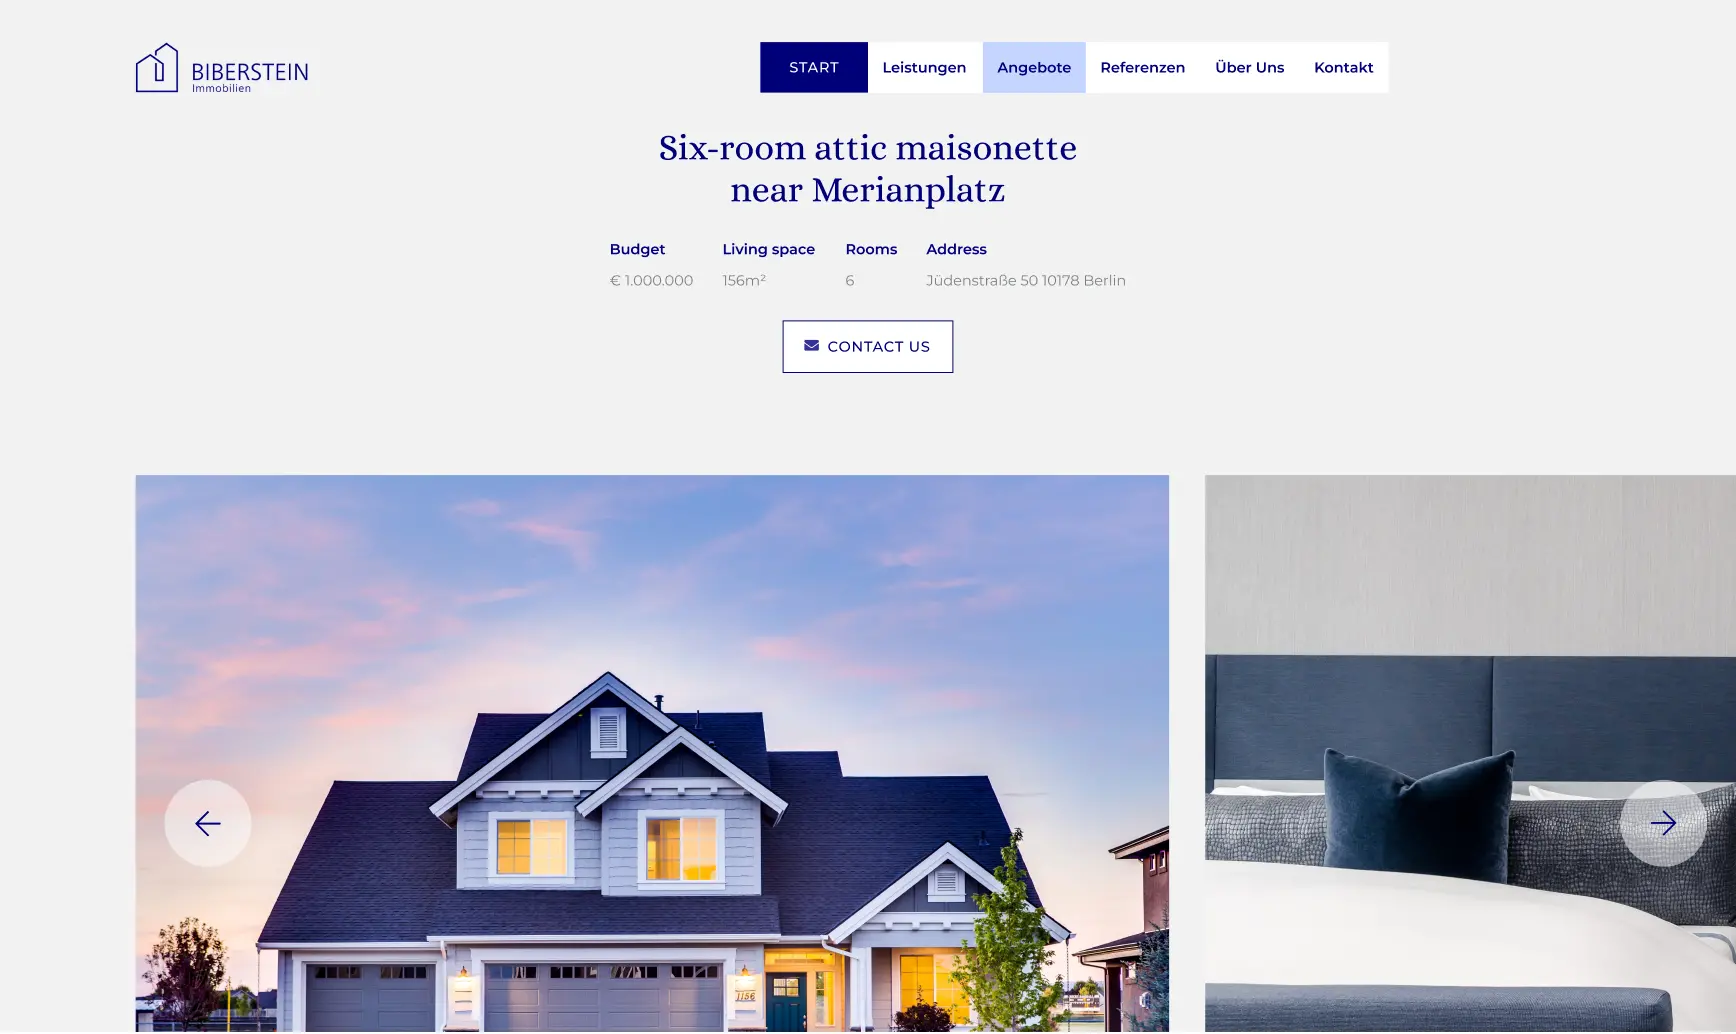 BIBERSTEIN
Immobilien
START Leistungen Angebote Referenzen Über Uns Kontakt
Six-room attic maisonette
near Merianplatz
Budget Living space Rooms Address
€ 1.000.000 156m² 6 Jüdenstraße 50 10178 Berlin
CONTACT US
1156